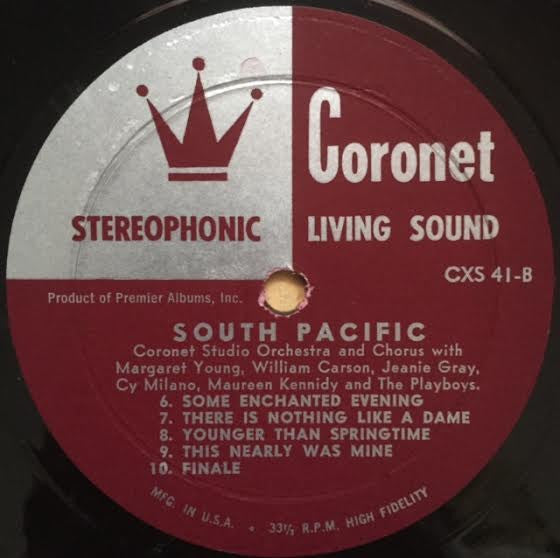 Coronet
STEREOPHONIC LIVING SOUND
CXS 41-B
Product of Premier Albums, Inc.
SOUTH PACIFIC
Coronet Studio Orchestra and Chorus with
Margaret Young, William Carson, Jeanie Gray,
Cy Milano, Maureen Kennidy and The Playboys.
6. SOME ENCHANTED EVENING
7. THERE IS NOTHING LIKE A DAME
8. YOUNGER THAN SPRINGTIME
9. THIS NEARLY WAS MINE
10. FINALE
MFG. IN U.S.A. • 33⅓ R.P.M. HIGH FIDELITY